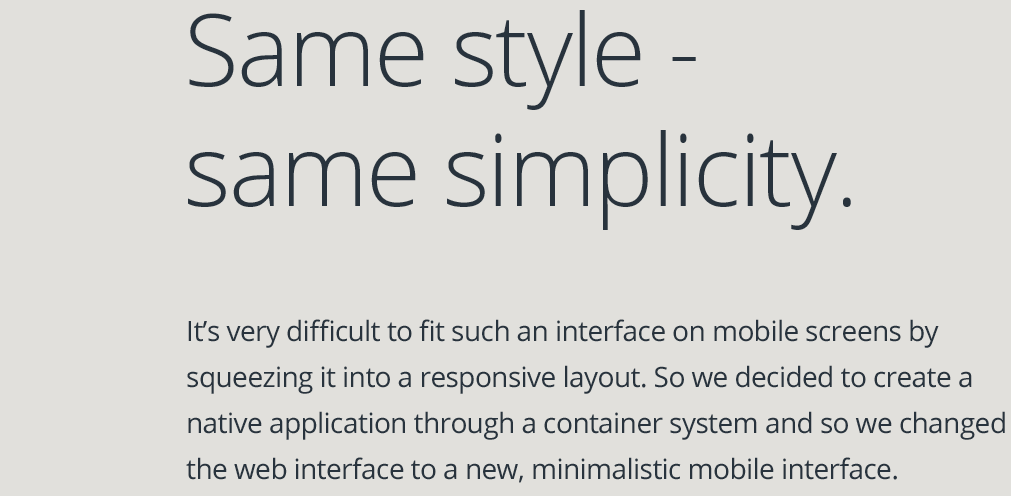 Same style -
same simplicity.
It’s very difficult to fit such an interface on mobile screens by
squeezing it into a responsive layout. So we decided to create a
native application through a container system and so we changed
the web interface to a new, minimalistic mobile interface.